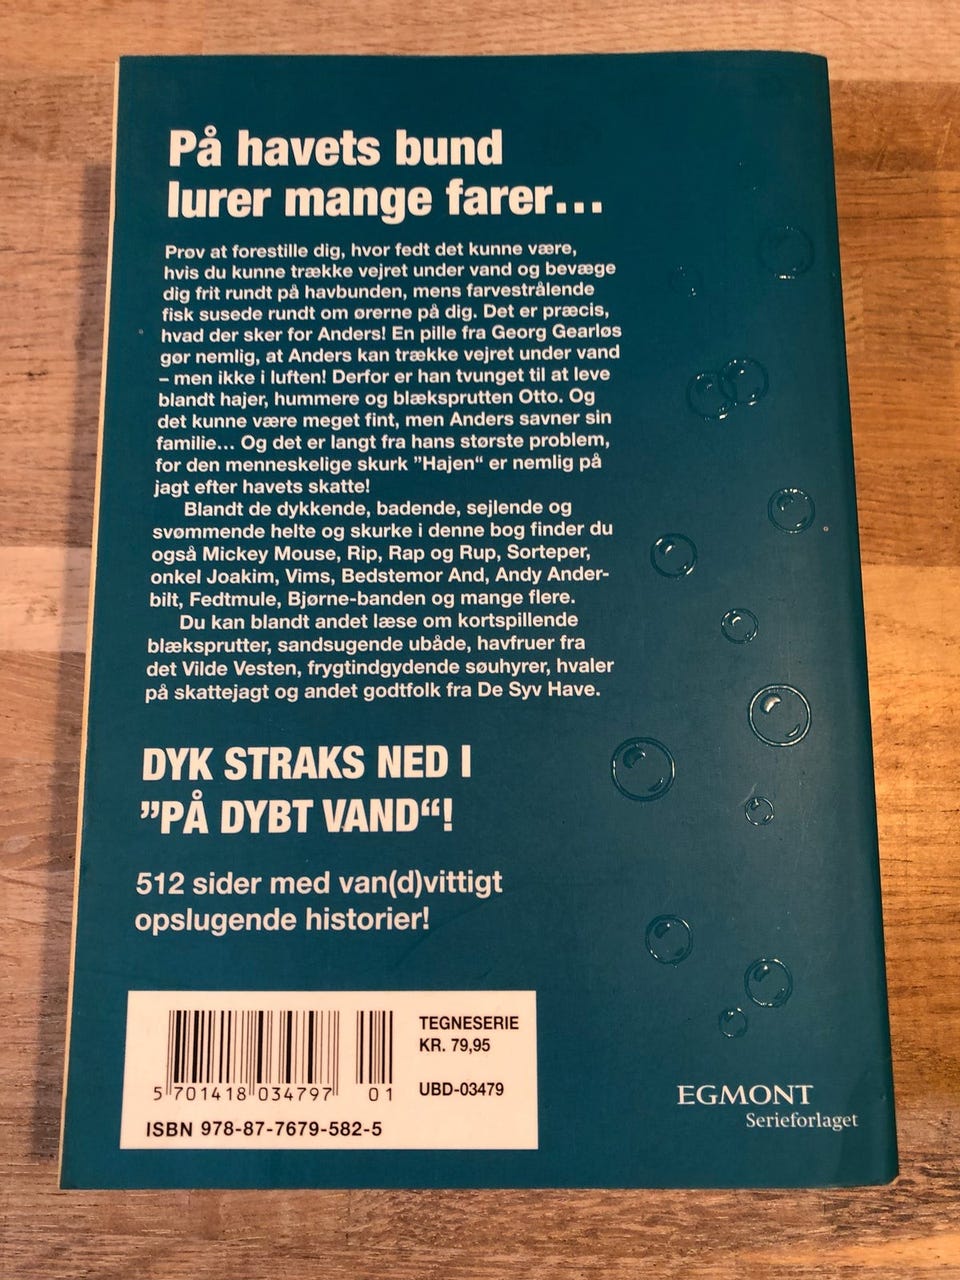 På havets bund
lurer mange farer...
Prøv at forestille dig, hvor fedt det kunne være,
hvis du kunne trække vejret under vand og bevæge
dig frit rundt på havbunden, mens farvestrålende
fisk susede rundt om ørerne på dig. Det er præcis,
hvad der sker for Anders! En pille fra Georg Gearløs
gør nemlig, at Anders kan trække vejret under vand
– men ikke i luften! Derfor er han tvunget til at leve
blandt hajer, hummere og blæksprutten Otto. Og
det kunne være meget fint, men Anders savner sin
familie... Og det er langt fra hans største problem,
for den menneskelige skurk ”Hajen“ er nemlig på
jagt efter havets skatte!
Blandt de dykkende, badende, sejlende og
svømmende helte og skurke i denne bog finder du
også Mickey Mouse, Rip, Rap og Rup, Sorteper,
onkel Joakim, Vims, Bedstemor And, Andy Ander-
bilt, Fedtmule, Bjørne-banden og mange flere.
Du kan blandt andet læse om kortspillende
blæksprutter, sandsugende ubåde, havfruer fra
det Vilde Vesten, frygtindgydende søuhyrer, hvaler
på skattejagt og andet godtfolk fra De Syv Have.
DYK STRAKS NED I
”PÅ DYBT VAND“!
512 sider med van(d)vittigt
opslugende historier!
TEGNESERIE
KR. 79,95
UBD-03479
5 701418 034797 01
ISBN 978-87-7679-582-5
EGMONT
Serieforlaget